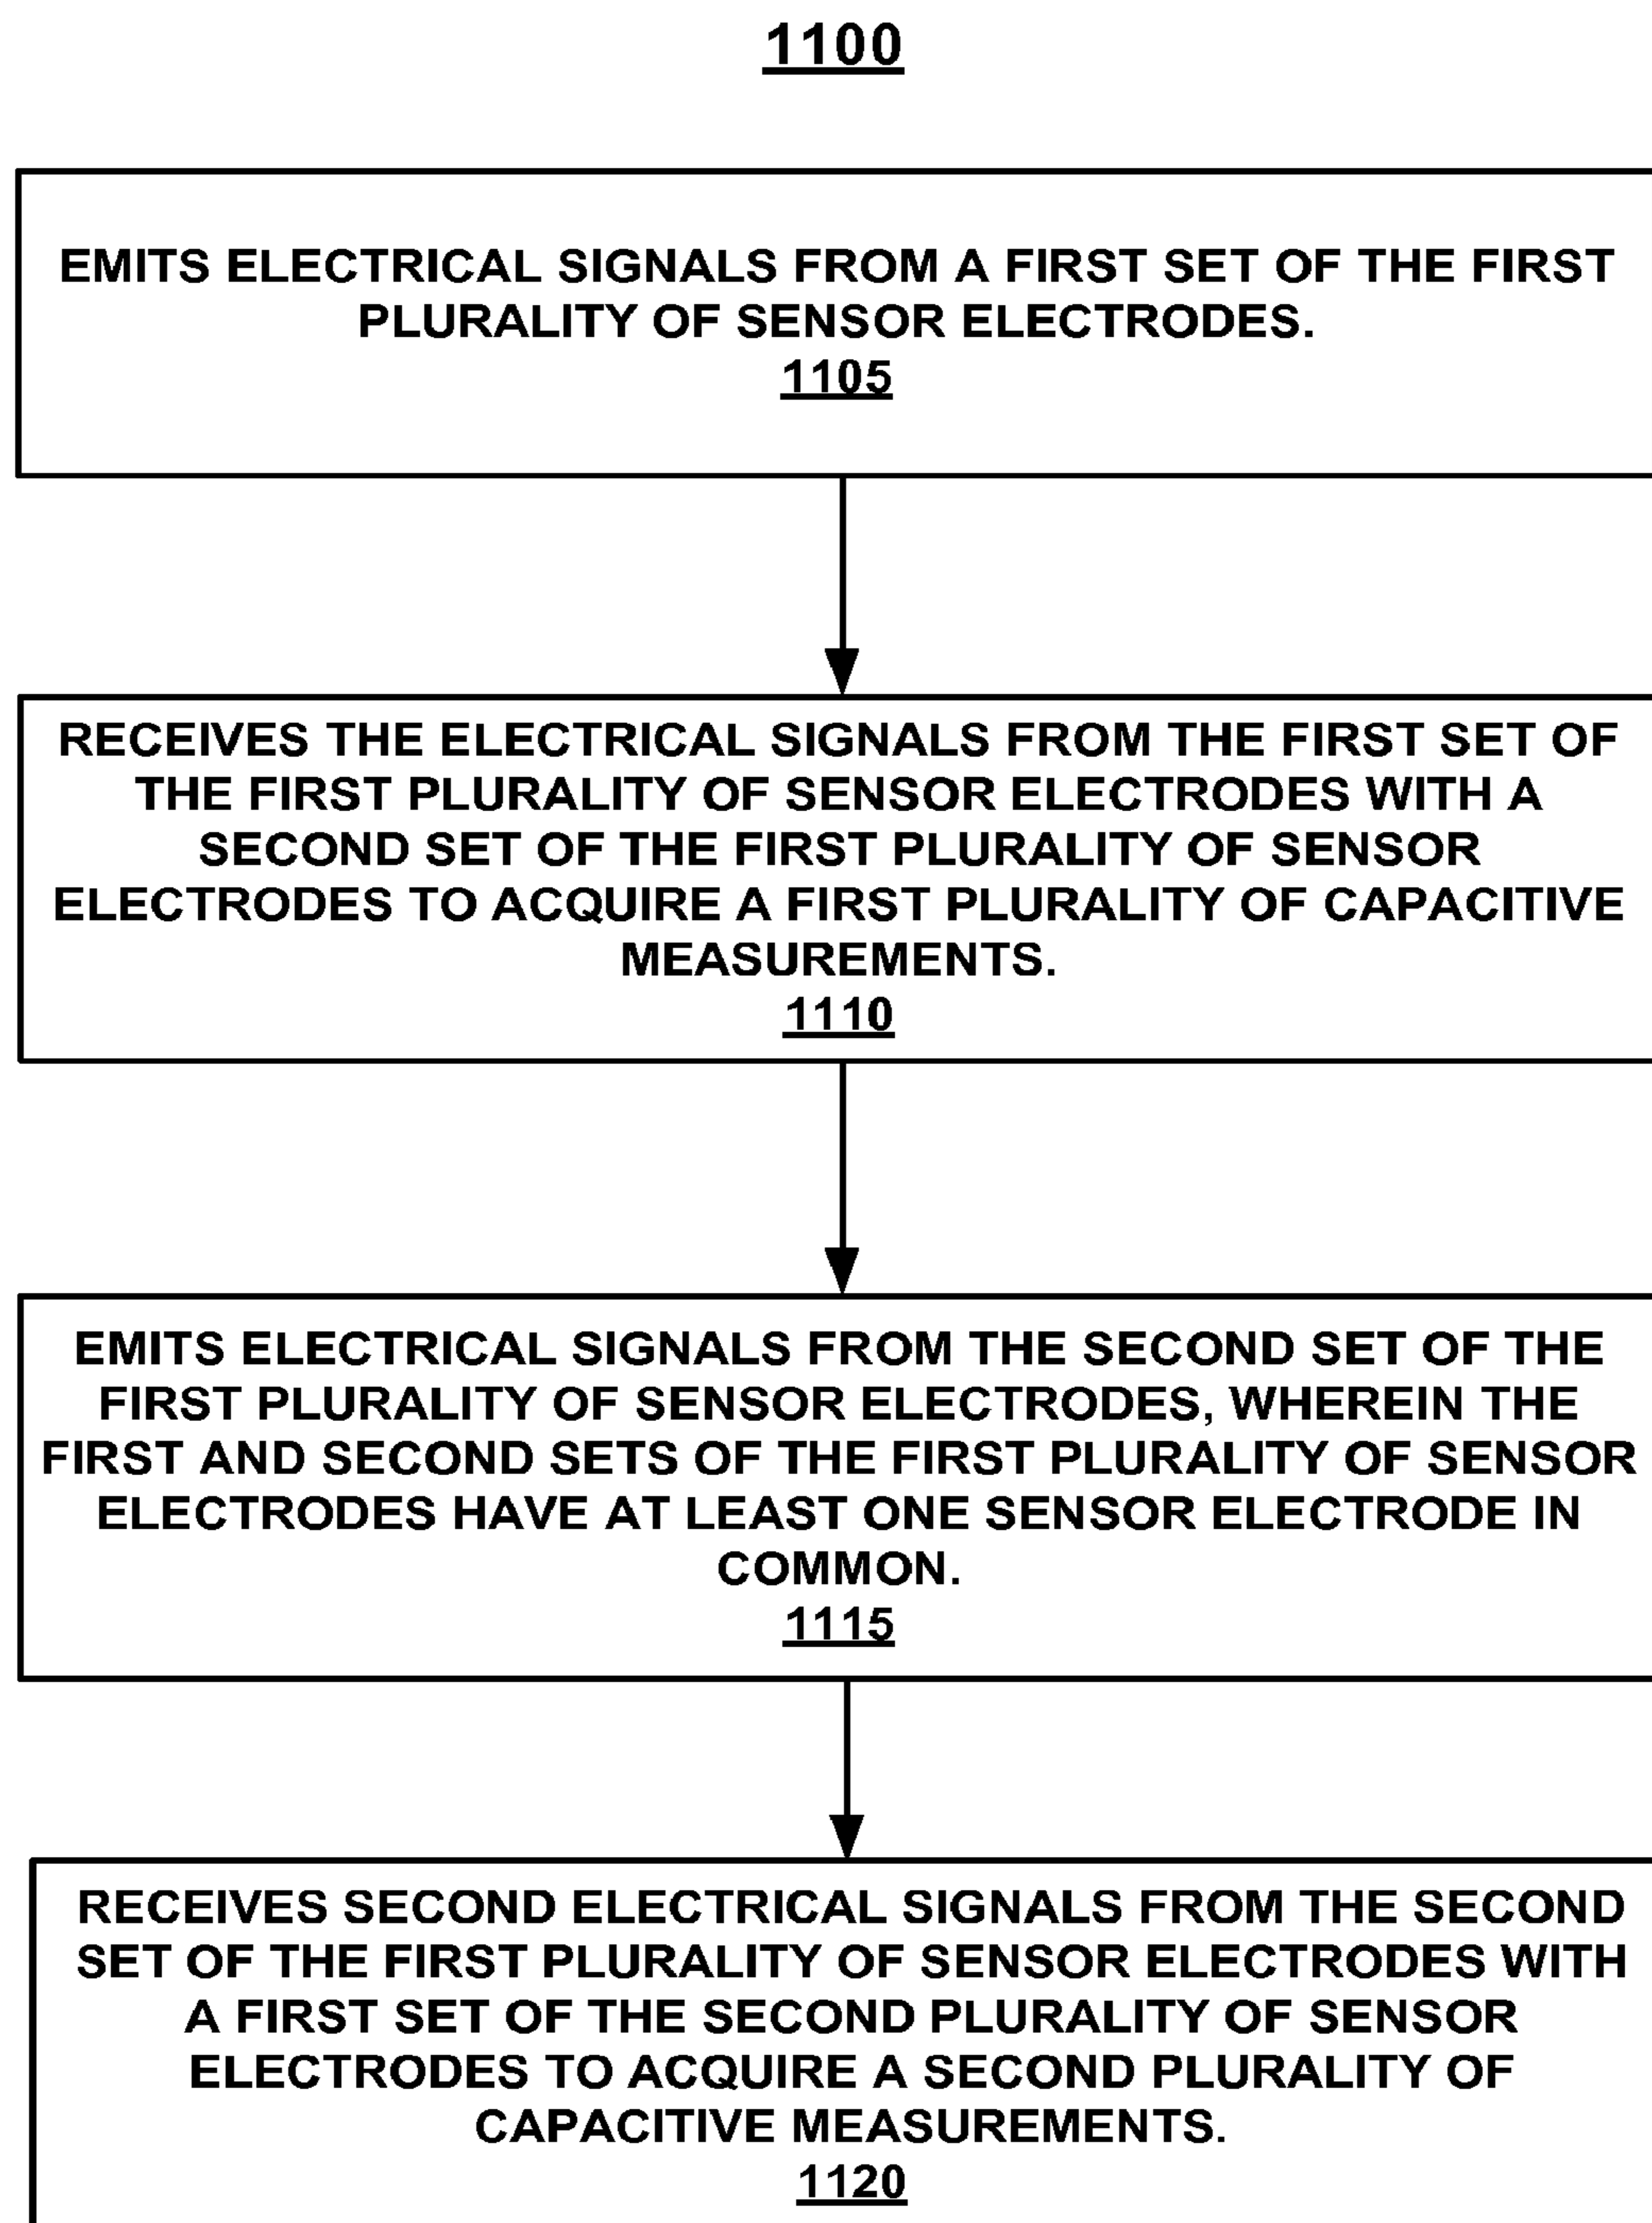 1100
EMITS ELECTRICAL SIGNALS FROM A FIRST SET OF THE FIRST
PLURALITY OF SENSOR ELECTRODES.
1105
RECEIVES THE ELECTRICAL SIGNALS FROM THE FIRST SET OF
THE FIRST PLURALITY OF SENSOR ELECTRODES WITH A
SECOND SET OF THE FIRST PLURALITY OF SENSOR
ELECTRODES TO ACQUIRE A FIRST PLURALITY OF CAPACITIVE
MEASUREMENTS.
1110
EMITS ELECTRICAL SIGNALS FROM THE SECOND SET OF THE
FIRST PLURALITY OF SENSOR ELECTRODES, WHEREIN THE
FIRST AND SECOND SETS OF THE FIRST PLURALITY OF SENSOR
ELECTRODES HAVE AT LEAST ONE SENSOR ELECTRODE IN
COMMON.
1115
RECEIVES SECOND ELECTRICAL SIGNALS FROM THE SECOND
SET OF THE FIRST PLURALITY OF SENSOR ELECTRODES WITH
A FIRST SET OF THE SECOND PLURALITY OF SENSOR
ELECTRODES TO ACQUIRE A SECOND PLURALITY OF
CAPACITIVE MEASUREMENTS.
1120